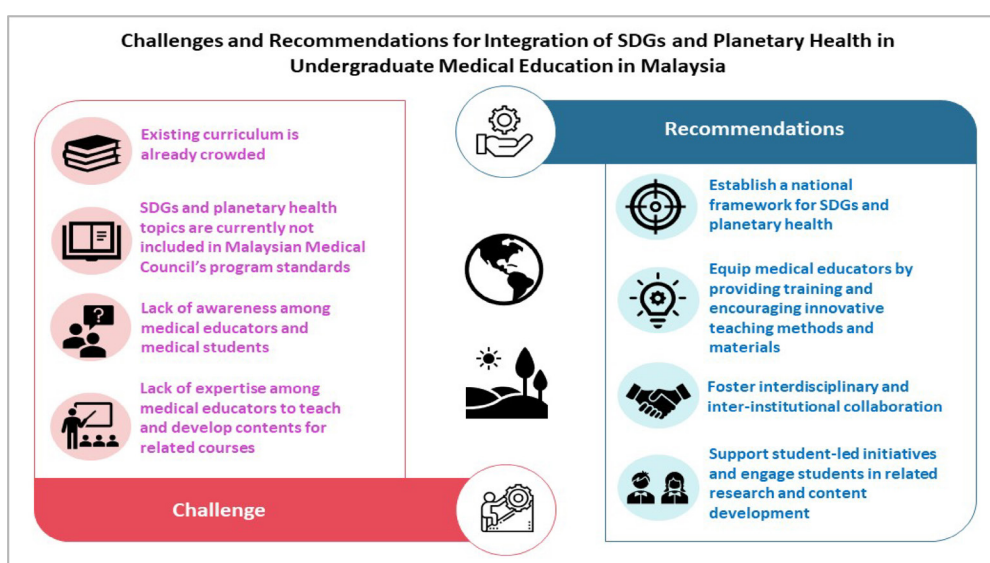 Challenges and Recommendations for Integration of SDGs and Planetary Health in
Undergraduate Medical Education in Malaysia
Existing curriculum is
already crowded
SDGs and planetary health
topics are currently not
included in Malaysian Medical
Council's program standards
Lack of awareness among
medical educators and
medical students
Lack of expertise among
medical educators to teach
and develop contents for
related courses
Challenge
Recommendations
Establish a national
framework for SDGs and
planetary health
Equip medical educators by
providing training and
encouraging innovative
teaching methods and
materials
Foster interdisciplinary and
inter-institutional collaboration
Support student-led initiatives
and engage students in related
research and content
development